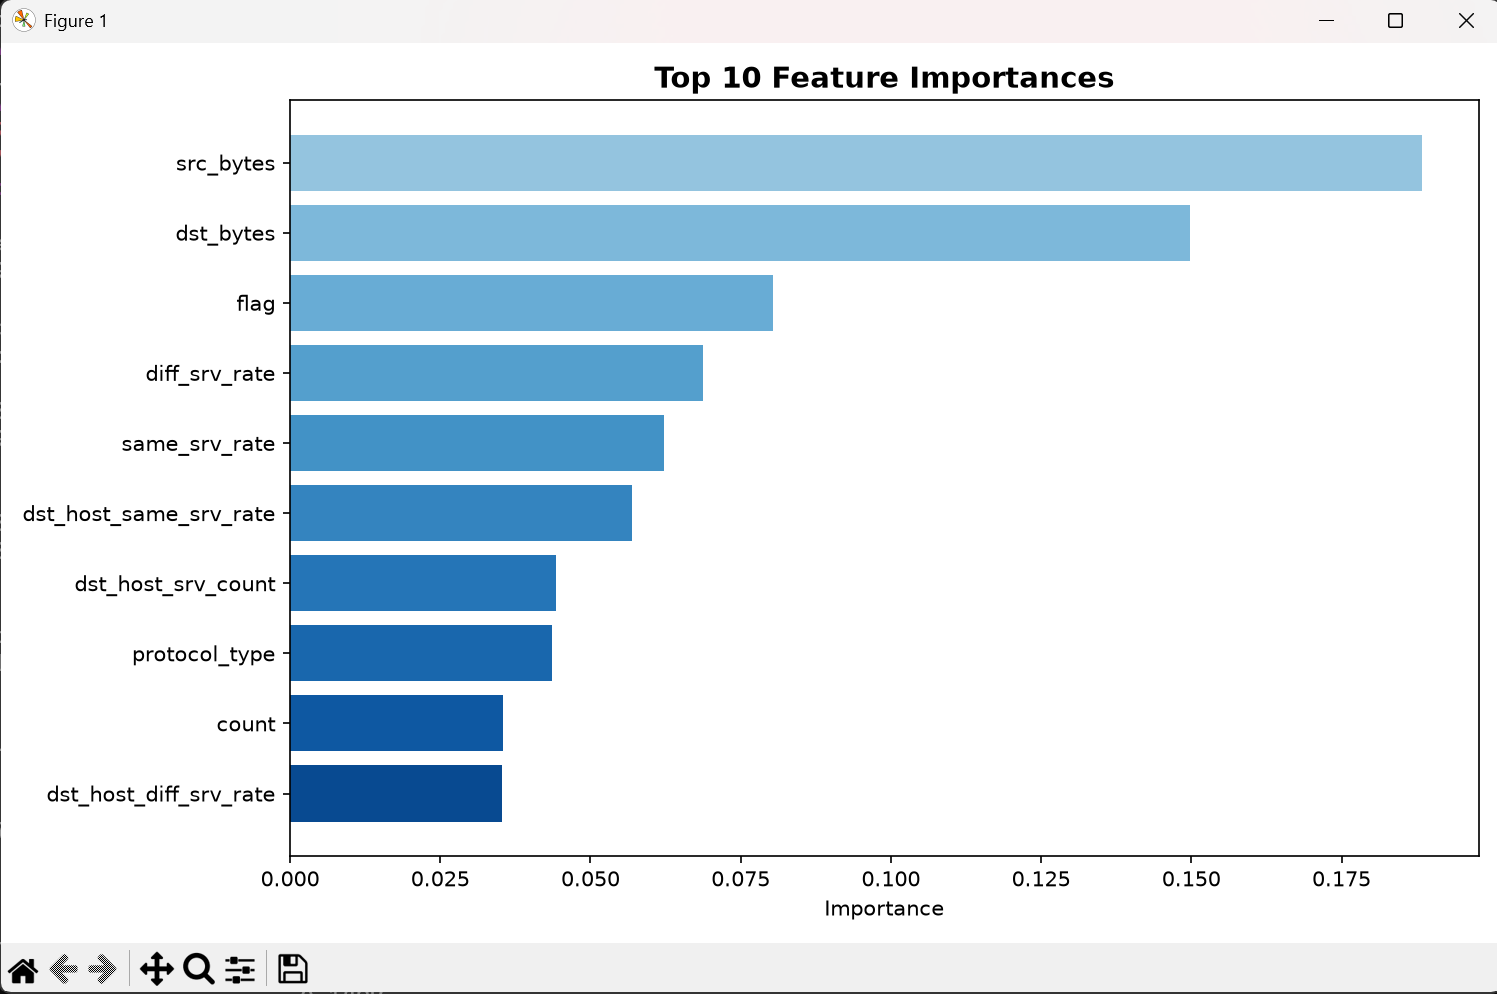 Figure 1
Top 10 Feature Importances
src_bytes
dst_bytes
flag
diff_srv_rate
same_srv_rate
dst_host_same_srv_rate
dst_host_srv_count
protocol_type
count
dst_host_diff_srv_rate
0.000 0.025 0.050 0.075 0.100 0.125 0.150 0.175
Importance